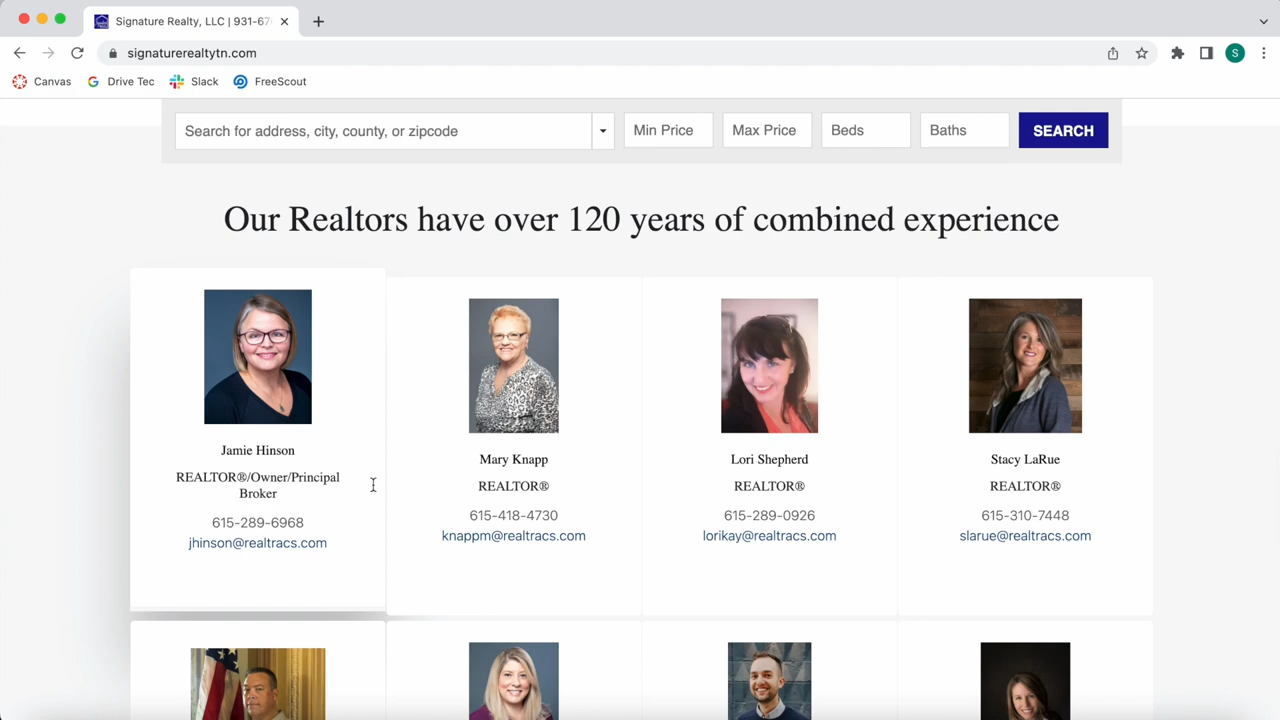 Signature Realty, LLC | 931-67
signaturerealtytn.com
S
Canvas
Drive Tec
Slack
FreeScout
Search for address, city, county, or zipcode
Min Price
Max Price
Beds
Baths
SEARCH
Our Realtors have over 120 years of combined experience
Jamie Hinson
REALTOR®/Owner/Principal
Broker
615-289-6968
jhinson@realtracs.com
Mary Knapp
REALTOR®
615-418-4730
knappm@realtracs.com
Lori Shepherd
REALTOR®
615-289-0926
lorikay@realtracs.com
Stacy LaRue
REALTOR®
615-310-7448
slarue@realtracs.com